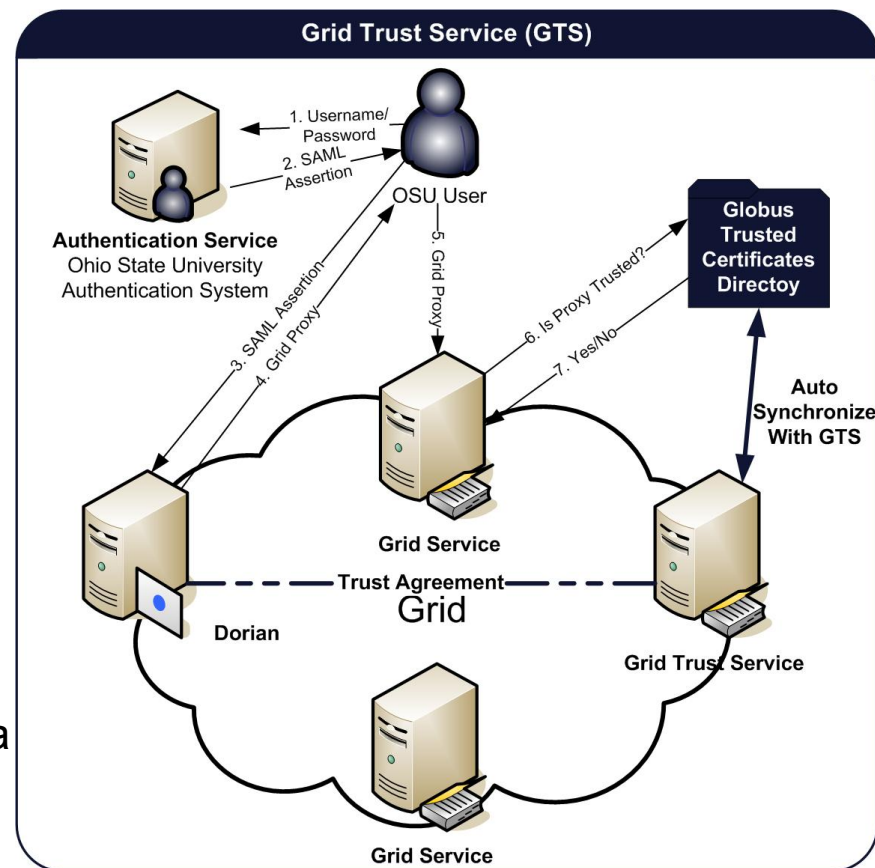 Grid Trust Service (GTS)
1. Username/
Password
2. SAML
Assertion
OSU User
Authentication Service
Ohio State University
Authentication System
3. SAML Assertion
4. Grid Proxy
5. Grid Proxy
6. Is Proxy Trusted?
7. Yes/No
Globus
Trusted
Certificates
Directoy
Auto
Synchronize
With GTS
Grid Service
Trust Agreement
Grid
Dorian
Grid Trust Service
a
Grid Service